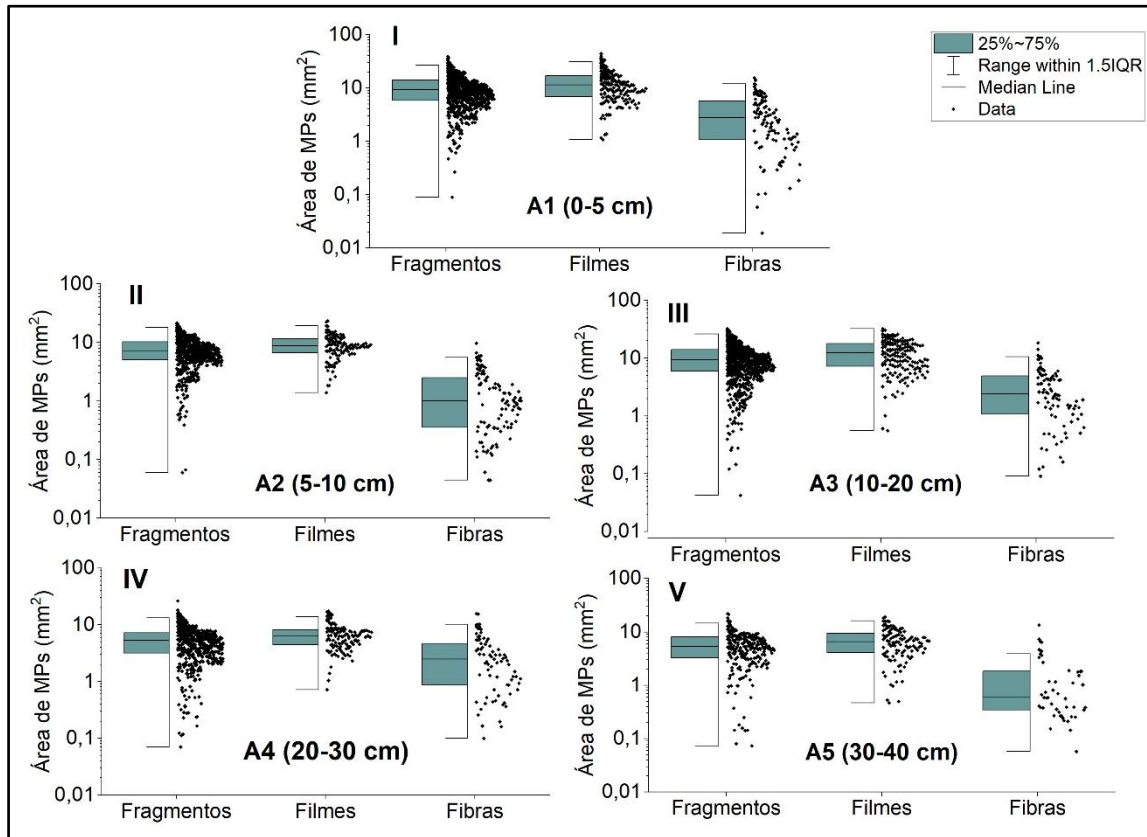 I
100
10
1
0,1
0,01
Área de MPs (mm²)
A1 (0-5 cm)
Fragmentos Filmes Fibras
25%~75%
Range within 1.5IQR
Median Line
Data
II
100
10
1
0,1
0,01
Área de MPs (mm²)
A2 (5-10 cm)
Fragmentos Filmes Fibras
III
100
10
1
0,1
0,01
Área de MPs (mm²)
A3 (10-20 cm)
Fragmentos Filmes Fibras
IV
100
10
1
0,1
0,01
Área de MPs (mm²)
A4 (20-30 cm)
Fragmentos Filmes Fibras
V
100
10
1
0,1
0,01
Área de MPs (mm²)
A5 (30-40 cm)
Fragmentos Filmes Fibras